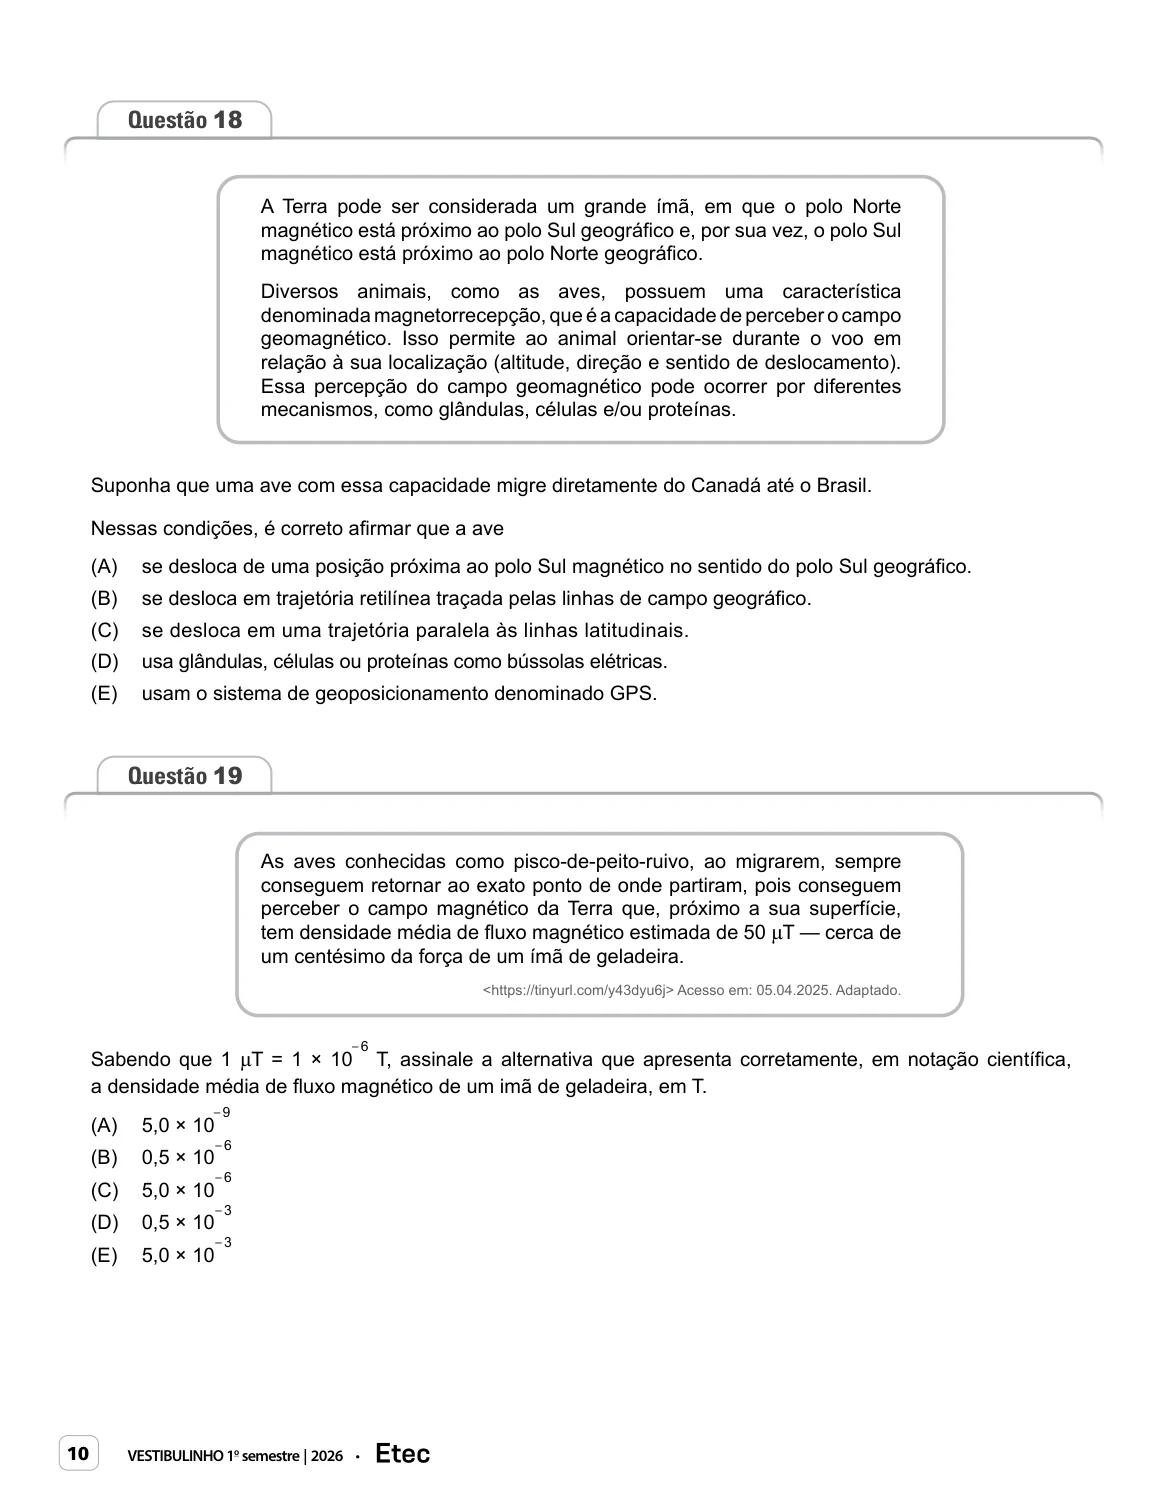 Questão 18
A Terra pode ser considerada um grande ímã, em que o polo Norte
magnético está próximo ao polo Sul geográfico e, por sua vez, o polo Sul
magnético está próximo ao polo Norte geográfico.
Diversos animais, como as aves, possuem uma característica
denominada magnetorrecepção, que é a capacidade de perceber o campo
geomagnético. Isso permite ao animal orientar-se durante o voo em
relação à sua localização (altitude, direção e sentido de deslocamento).
Essa percepção do campo geomagnético pode ocorrer por diferentes
mecanismos, como glândulas, células e/ou proteínas.
Suponha que uma ave com essa capacidade migre diretamente do Canadá até o Brasil.
Nessas condições, é correto afirmar que a ave
(A) se desloca de uma posição próxima ao polo Sul magnético no sentido do polo Sul geográfico.
(B) se desloca em trajetória retilínea traçada pelas linhas de campo geográfico.
(C) se desloca em uma trajetória paralela às linhas latitudinais.
(D) usa glândulas, células ou proteínas como bússolas elétricas.
(E) usam o sistema de geoposicionamento denominado GPS.
Questão 19
As aves conhecidas como pisco-de-peito-ruivo, ao migrarem, sempre
conseguem retornar ao exato ponto de onde partiram, pois conseguem
perceber o campo magnético da Terra que, próximo a sua superfície,
tem densidade média de fluxo magnético estimada de 50 μT — cerca de
um centésimo da força de um ímã de geladeira.
<https://tinyurl.com/y43dyu6j> Acesso em: 05.04.2025. Adaptado.
Sabendo que 1 μT = 1 × 10⁻⁶ T, assinale a alternativa que apresenta corretamente, em notação científica,
a densidade média de fluxo magnético de um imã de geladeira, em T.
(A) 5,0 × 10⁻⁹
(B) 0,5 × 10⁻⁶
(C) 5,0 × 10⁻⁶
(D) 0,5 × 10⁻³
(E) 5,0 × 10⁻³
10 VESTIBULINHO 1º semestre | 2026 • Etec